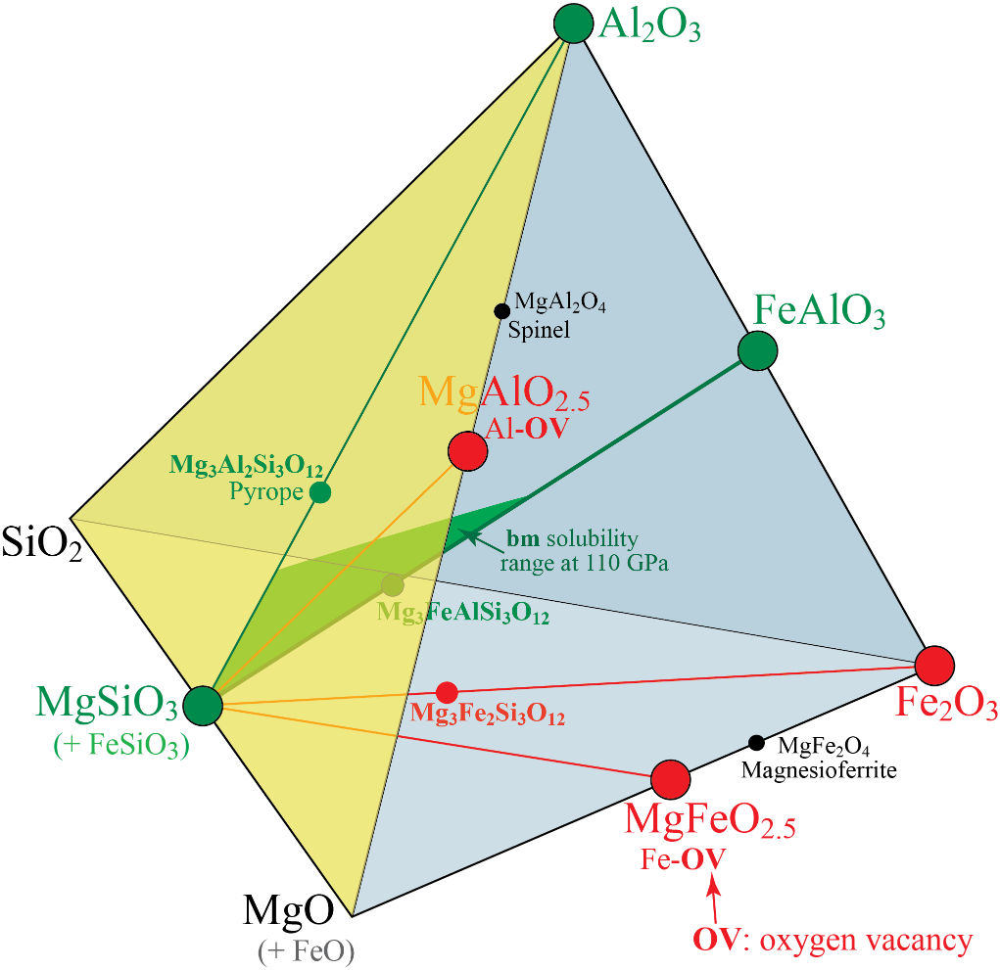 Al₂O₃
FeAlO₃
MgAl₂O₄
Spinel
MgAlO₂.₅
Al-OV
Mg₃Al₂Si₃O₁₂
Pyrope
SiO₂
bm solubility
range at 110 GPa
Mg₃FeAlSi₃O₁₂
MgSiO₃
(+ FeSiO₃)
Mg₃Fe₂Si₃O₁₂
Fe₂O₃
MgFe₂O₄
Magnesioferrite
MgFeO₂.₅
Fe-OV
MgO
(+ FeO)
OV: oxygen vacancy